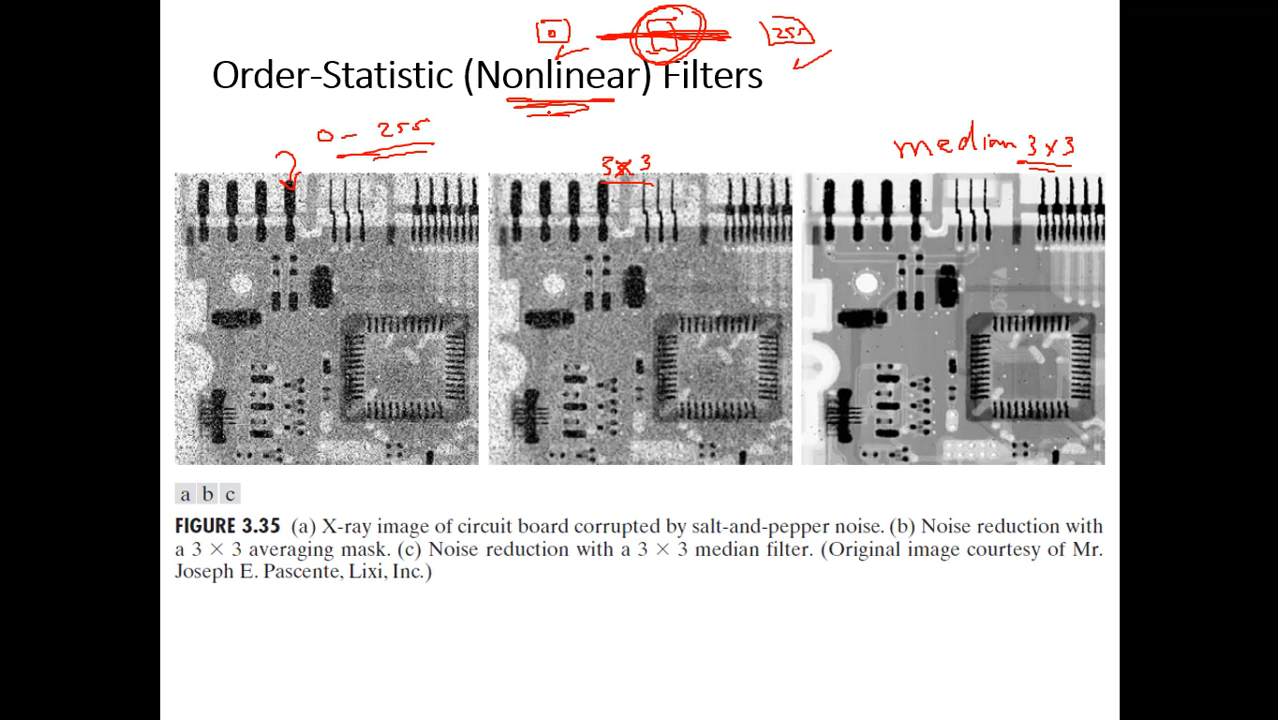 0 255
Order-Statistic (Nonlinear) Filters
0 - 255
3x3
median 3x3
a b c
FIGURE 3.35 (a) X-ray image of circuit board corrupted by salt-and-pepper noise. (b) Noise reduction with
a 3 × 3 averaging mask. (c) Noise reduction with a 3 × 3 median filter. (Original image courtesy of Mr.
Joseph E. Pascente, Lixi, Inc.)